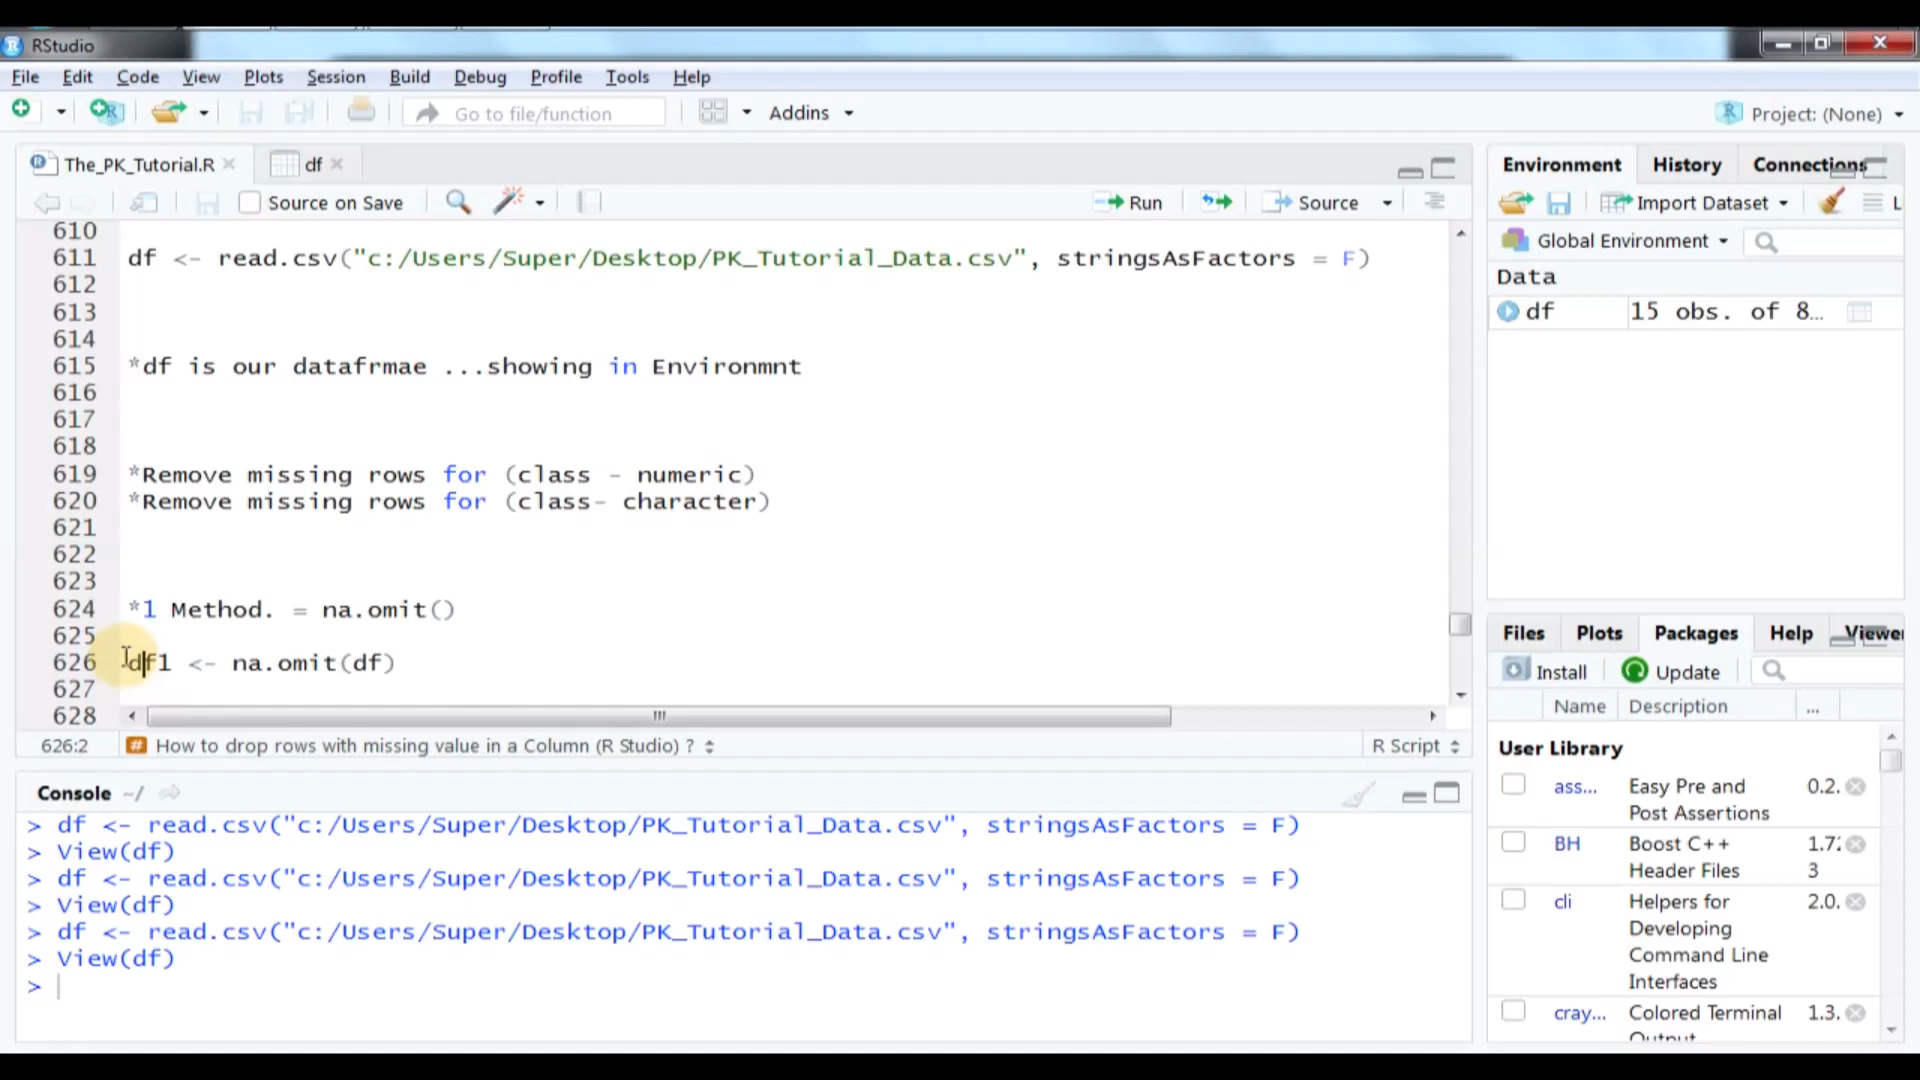 RStudio
File Edit Code View Plots Session Build Debug Profile Tools Help
Go to file/function Addins Project: (None)
The_PK_Tutorial.R df
Source on Save Run Source
610
611 df <- read.csv("c:/Users/Super/Desktop/PK_Tutorial_Data.csv", stringsAsFactors = F)
612
613
614
615 *df is our datafrmae ...showing in Environmnt
616
617
618
619 *Remove missing rows for (class - numeric)
620 *Remove missing rows for (class- character)
621
622
623
624 *1 Method. = na.omit()
625
626 df1 <- na.omit(df)
627
628
626:2 # How to drop rows with missing value in a Column (R Studio) ? R Script
Console ~/
> df <- read.csv("c:/Users/Super/Desktop/PK_Tutorial_Data.csv", stringsAsFactors = F)
> View(df)
> df <- read.csv("c:/Users/Super/Desktop/PK_Tutorial_Data.csv", stringsAsFactors = F)
> View(df)
> df <- read.csv("c:/Users/Super/Desktop/PK_Tutorial_Data.csv", stringsAsFactors = F)
> View(df)
>
Environment History Connections
Import Dataset L
Global Environment
Data
df 15 obs. of 8…
Files Plots Packages Help Viewer
Install Update
Name Description ...
User Library
ass... Easy Pre and 0.2.
Post Assertions
BH Boost C++ 1.7:
Header Files 3
cli Helpers for 2.0.
Developing
Command Line
Interfaces
cray... Colored Terminal 1.3.
Output